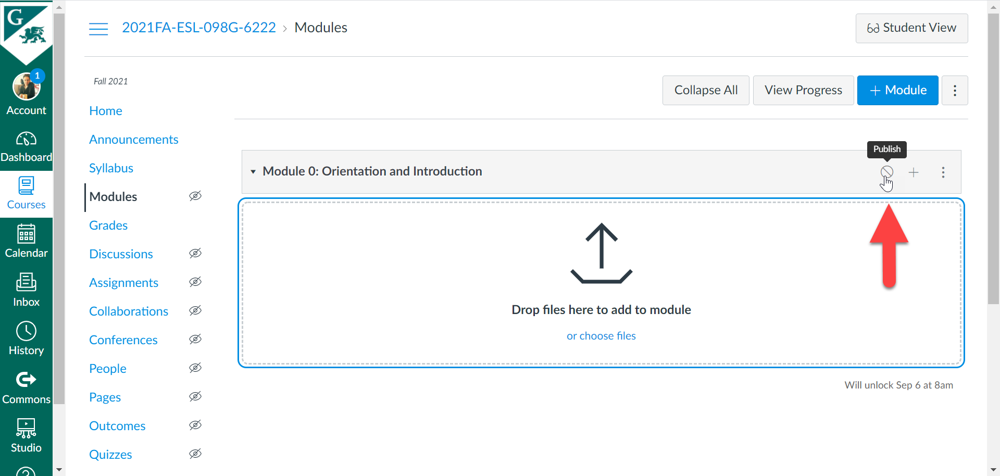 G
1
Account
Dashboard
Courses
Calendar
Inbox
History
Commons
Studio
2021FA-ESL-098G-6222 › Modules
Student View
Fall 2021
Home
Announcements
Syllabus
Modules
Grades
Discussions
Assignments
Collaborations
Conferences
People
Pages
Outcomes
Quizzes
Collapse All
View Progress
+ Module
Publish
Module 0: Orientation and Introduction
Drop files here to add to module
or choose files
Will unlock Sep 6 at 8am